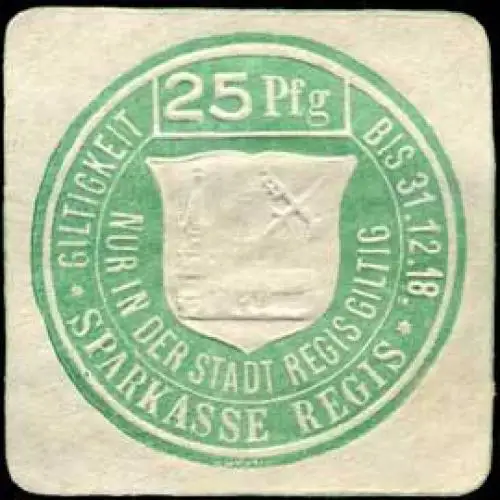 25 Pfg
GILTIGKEIT BIS 31.12.18.
NUR IN DER STADT REGIS GILTIG
* SPARKASSE REGIS *